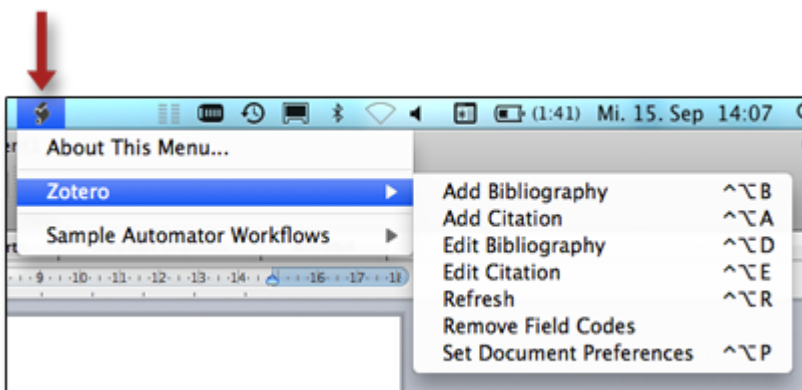 (1:41) Mi. 15. Sep 14:07
About This Menu...
Zotero
Sample Automator Workflows
Add Bibliography ^⌥B
Add Citation ^⌥A
Edit Bibliography ^⌥D
Edit Citation ^⌥E
Refresh ^⌥R
Remove Field Codes
Set Document Preferences ^⌥P
9 10 11 12 13 14 16 17 18